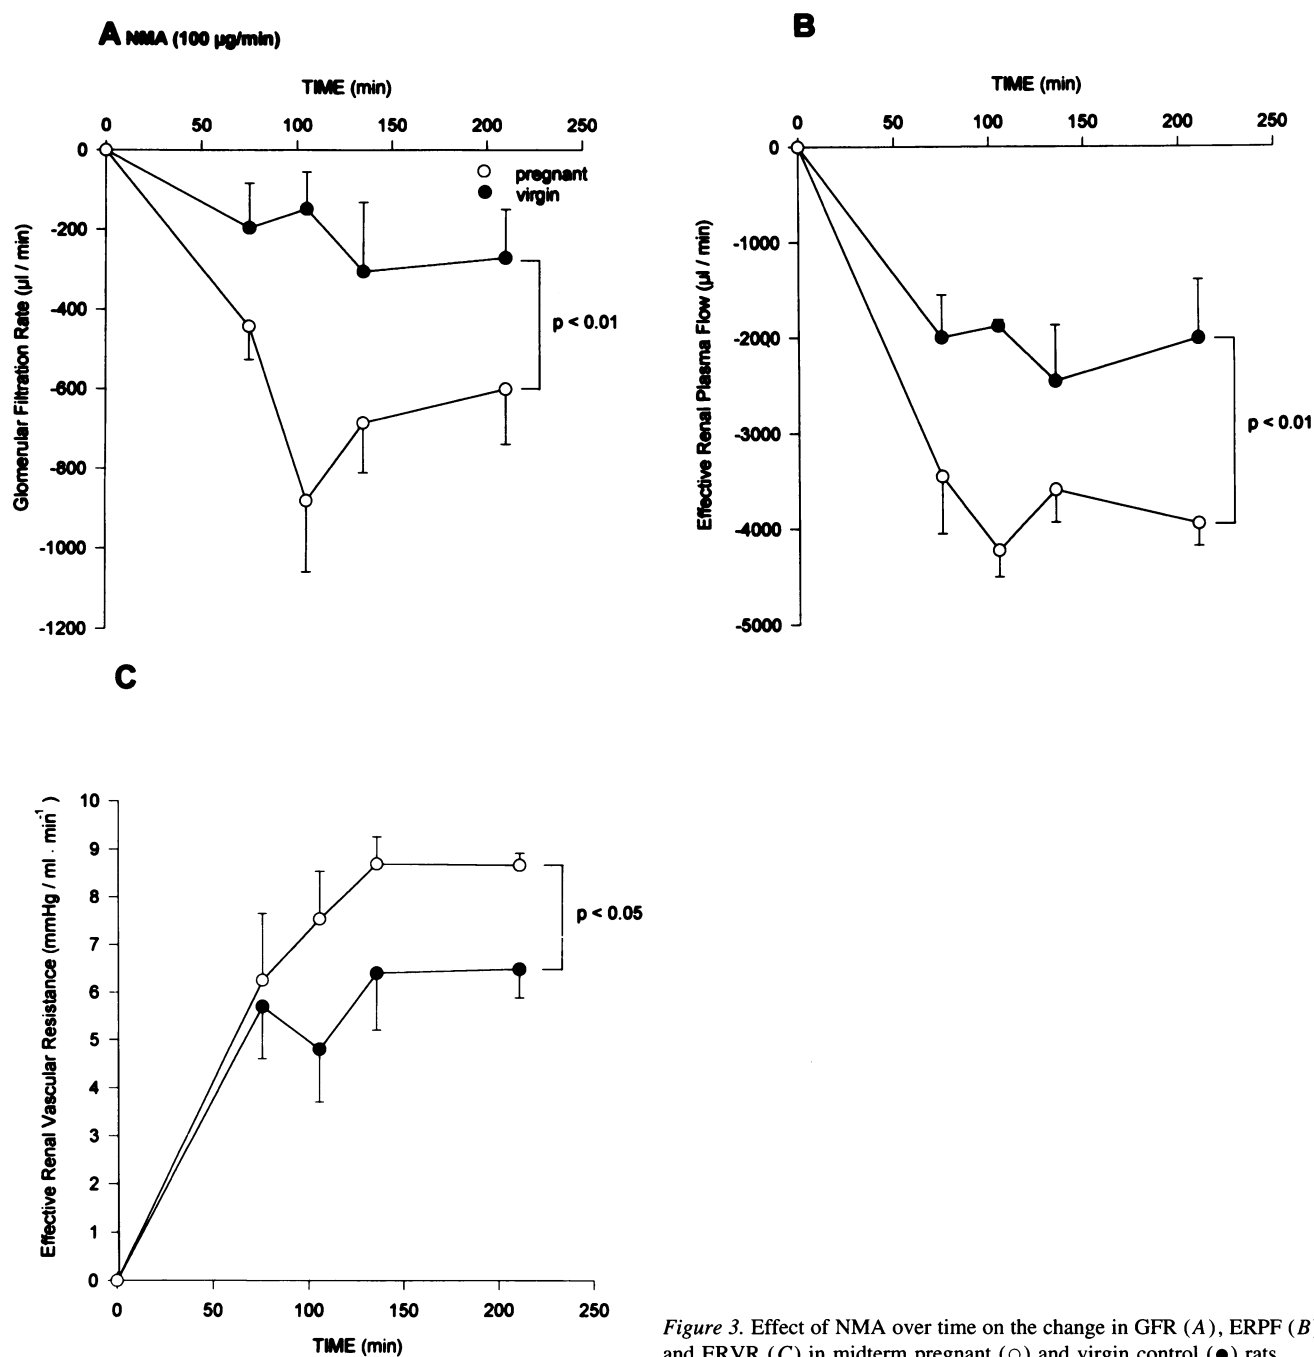 A NMA (100 µg/min)
TIME (min)
0 50 100 150 200 250
0
-200
-400
-600
-800
-1000
-1200
Glomerular Filtration Rate (µl / min)
pregnant
virgin
p < 0.01
B
TIME (min)
0 50 100 150 200 250
0
-1000
-2000
-3000
-4000
-5000
Effective Renal Plasma Flow (µl / min)
p < 0.01
C
10
9
8
7
6
5
4
3
2
1
0
Effective Renal Vascular Resistance (mmHg / ml . min-1 )
p < 0.05
0 50 100 150 200 250
TIME (min)
Figure 3. Effect of NMA over time on the change in GFR (A), ERPF (B)
and ERVR (C) in midterm pregnant (○) and virgin control (●) rats